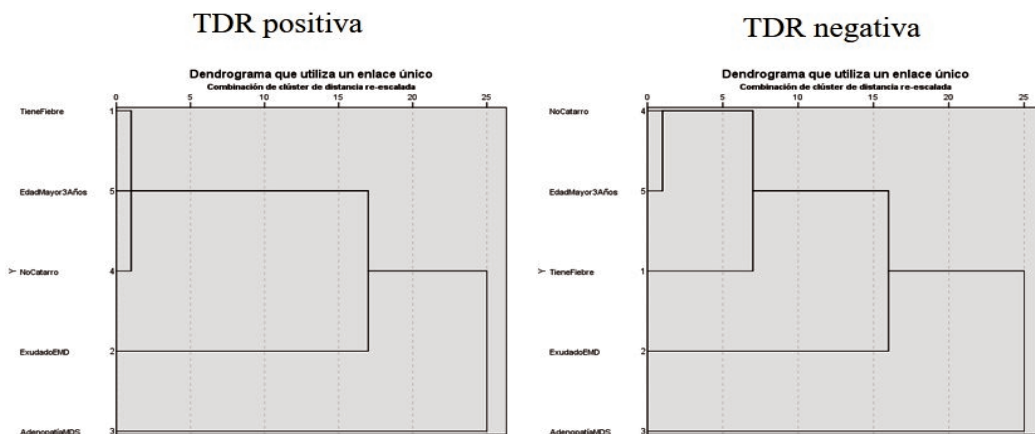 TDR positiva
Dendrograma que utiliza un enlace único
Combinación de clúster de distancia re-escalada
0 5 10 15 20 25
TieneFiebre 1
EdadMayor3Años 5
Y NoCatarro 4
ExudadoEMD 2
AdenopatíaMDS 3
TDR negativa
Dendrograma que utiliza un enlace único
Combinación de clúster de distancia re-escalada
0 5 10 15 20 25
NoCatarro 4
EdadMayor3Años 5
Y TieneFiebre 1
ExudadoEMD 2
AdenopatíaMDS 3